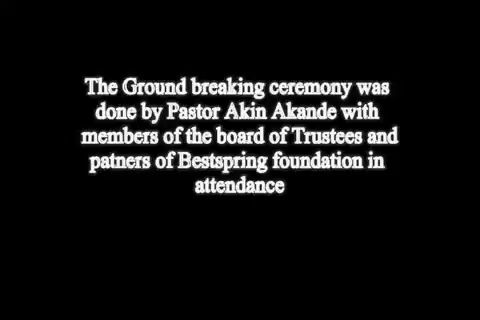 The Ground breaking ceremony was
done by Pastor Akin Akande with
members of the board of Trustees and
patners of Bestspring foundation in
attendance